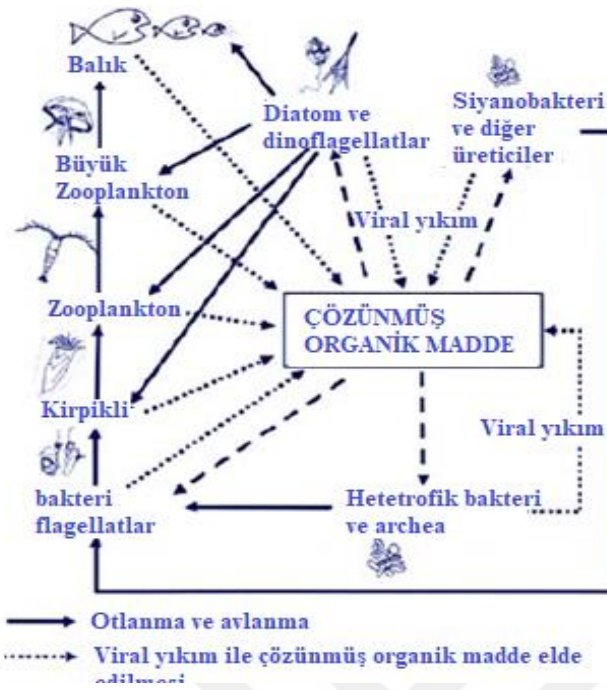 Balık
Diatom ve
dinoflagellatlar
Siyanobakteri
ve diğer
üreticiler
Büyük
Zooplankton
Viral yıkım
Zooplankton
ÇÖZÜNMÜŞ
ORGANİK MADDE
Kirpikli
Viral yıkım
bakteri
flagellatlar
Hetetrofik bakteri
ve archea
Otlanma ve avlanma
Viral yıkım ile çözünmüş organik madde elde
edilmesi